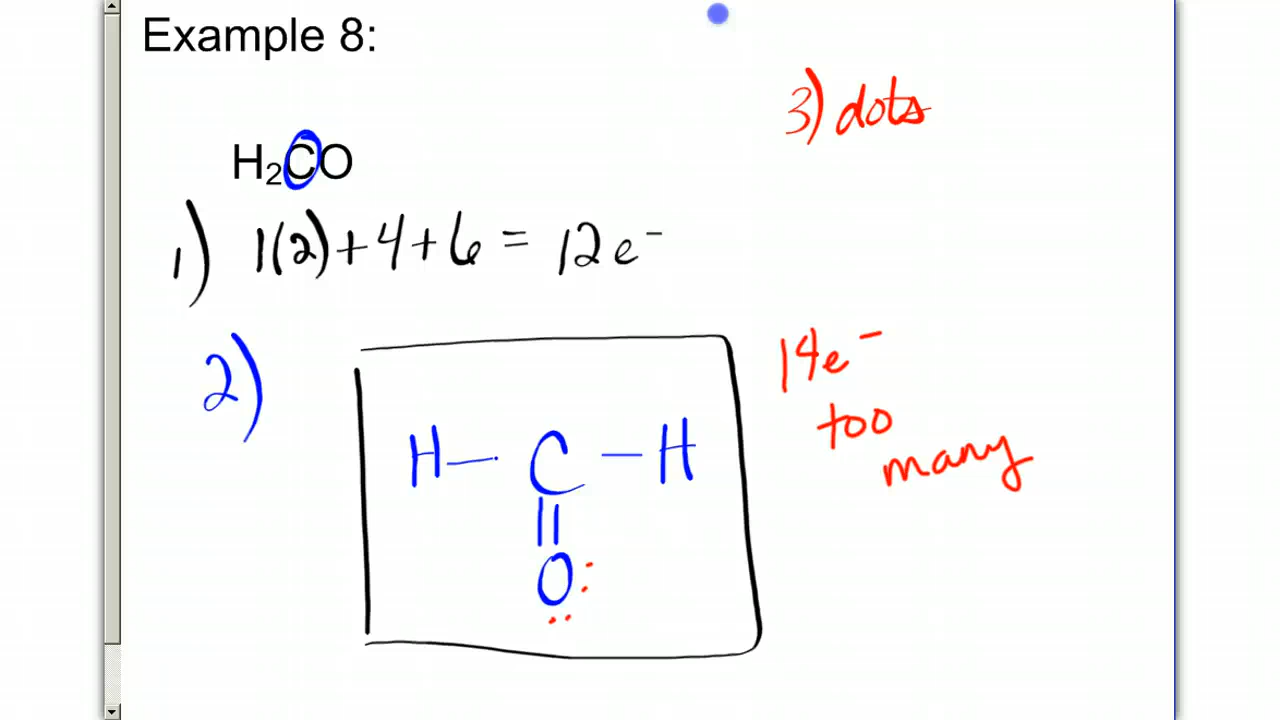 Example 8:
3) dots
H₂CO
1) 1(2)+4+6 = 12e⁻
2)
14e⁻
too
many
H — C — H
||
O